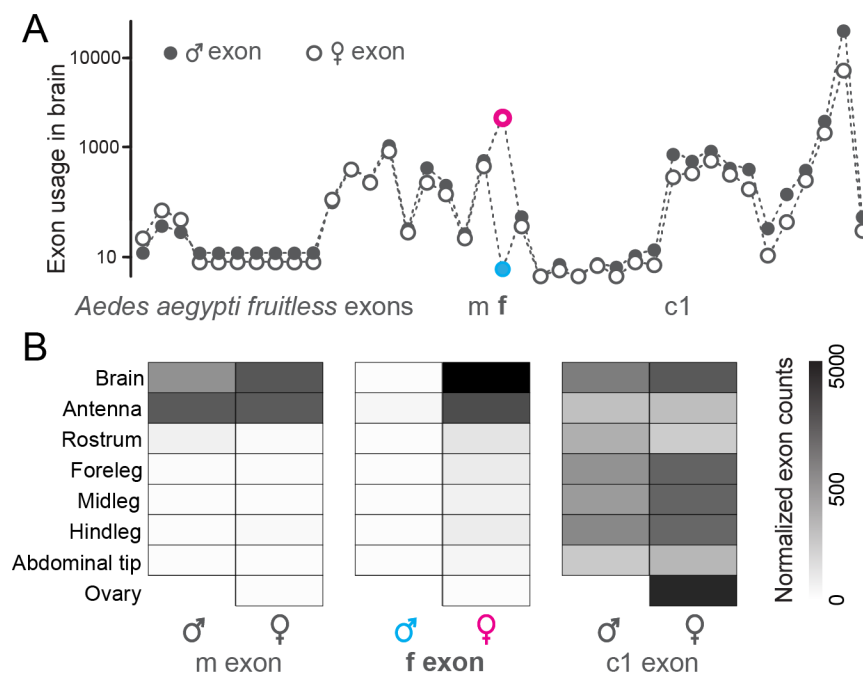 A
♂ exon ♀ exon
Exon usage in brain
10000
1000
10
Aedes aegypti fruitless exons m f c1
B
Brain
Antenna
Rostrum
Foreleg
Midleg
Hindleg
Abdominal tip
Ovary
♂ ♀ ♂ ♀ ♂ ♀
m exon f exon c1 exon
Normalized exon counts
5000
500
0